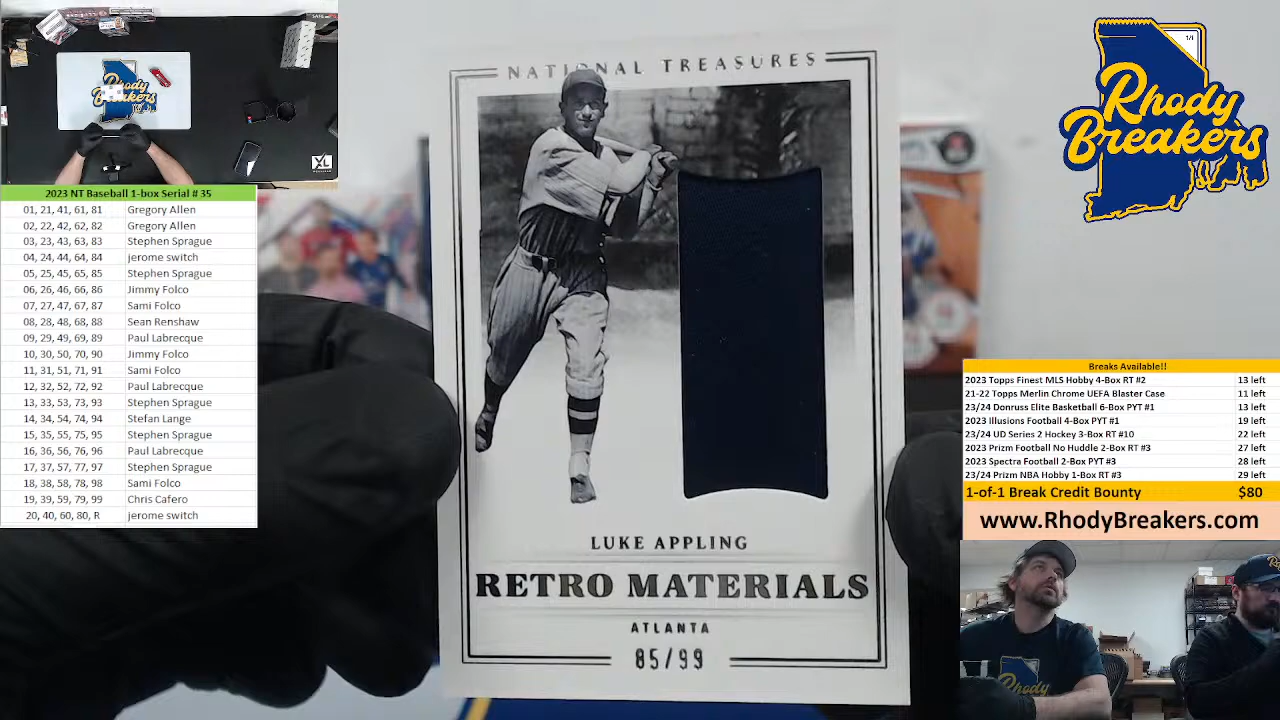 XL
2023 NT Baseball 1-box Serial # 35
01, 21, 41, 61, 81 Gregory Allen
02, 22, 42, 62, 82 Gregory Allen
03, 23, 43, 63, 83 Stephen Sprague
04, 24, 44, 64, 84 jerome switch
05, 25, 45, 65, 85 Stephen Sprague
06, 26, 46, 66, 86 Jimmy Folco
07, 27, 47, 67, 87 Sami Folco
08, 28, 48, 68, 88 Sean Renshaw
09, 29, 49, 69, 89 Paul Labrecque
10, 30, 50, 70, 90 Jimmy Folco
11, 31, 51, 71, 91 Sami Folco
12, 32, 52, 72, 92 Paul Labrecque
13, 33, 53, 73, 93 Stephen Sprague
14, 34, 54, 74, 94 Stefan Lange
15, 35, 55, 75, 95 Stephen Sprague
16, 36, 56, 76, 96 Paul Labrecque
17, 37, 57, 77, 97 Stephen Sprague
18, 38, 58, 78, 98 Sami Folco
19, 39, 59, 79, 99 Chris Cafero
20, 40, 60, 80, R jerome switch
NATIONAL TREASURES
LUKE APPLING
RETRO MATERIALS
ATLANTA
85/99
1/1
Rhody
Breakers
Breaks Available!!
2023 Topps Finest MLS Hobby 4-Box RT #2 13 left
21-22 Topps Merlin Chrome UEFA Blaster Case 11 left
23/24 Donruss Elite Basketball 6-Box PYT #1 13 left
2023 Illusions Football 4-Box PYT #1 19 left
23/24 UD Series 2 Hockey 3-Box RT #10 22 left
2023 Prizm Football No Huddle 2-Box RT #3 27 left
2023 Spectra Football 2-Box PYT #3 28 left
23/24 Prizm NBA Hobby 1-Box RT #3 29 left
1-of-1 Break Credit Bounty $80
www.RhodyBreakers.com
Rhody
Rhody
Breakers